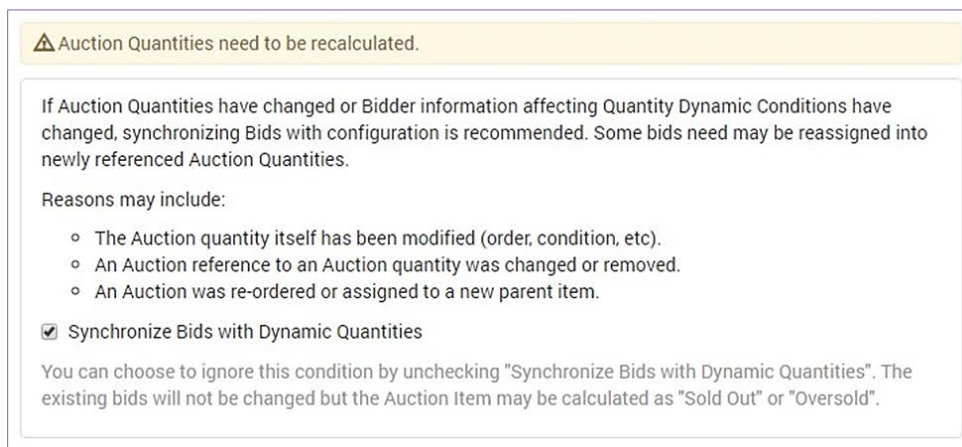 Auction Quantities need to be recalculated.
If Auction Quantities have changed or Bidder information affecting Quantity Dynamic Conditions have
changed, synchronizing Bids with configuration is recommended. Some bids need may be reassigned into
newly referenced Auction Quantities.
Reasons may include:
The Auction quantity itself has been modified (order, condition, etc).
An Auction reference to an Auction quantity was changed or removed.
An Auction was re-ordered or assigned to a new parent item.
Synchronize Bids with Dynamic Quantities
You can choose to ignore this condition by unchecking "Synchronize Bids with Dynamic Quantities". The
existing bids will not be changed but the Auction Item may be calculated as "Sold Out" or "Oversold".